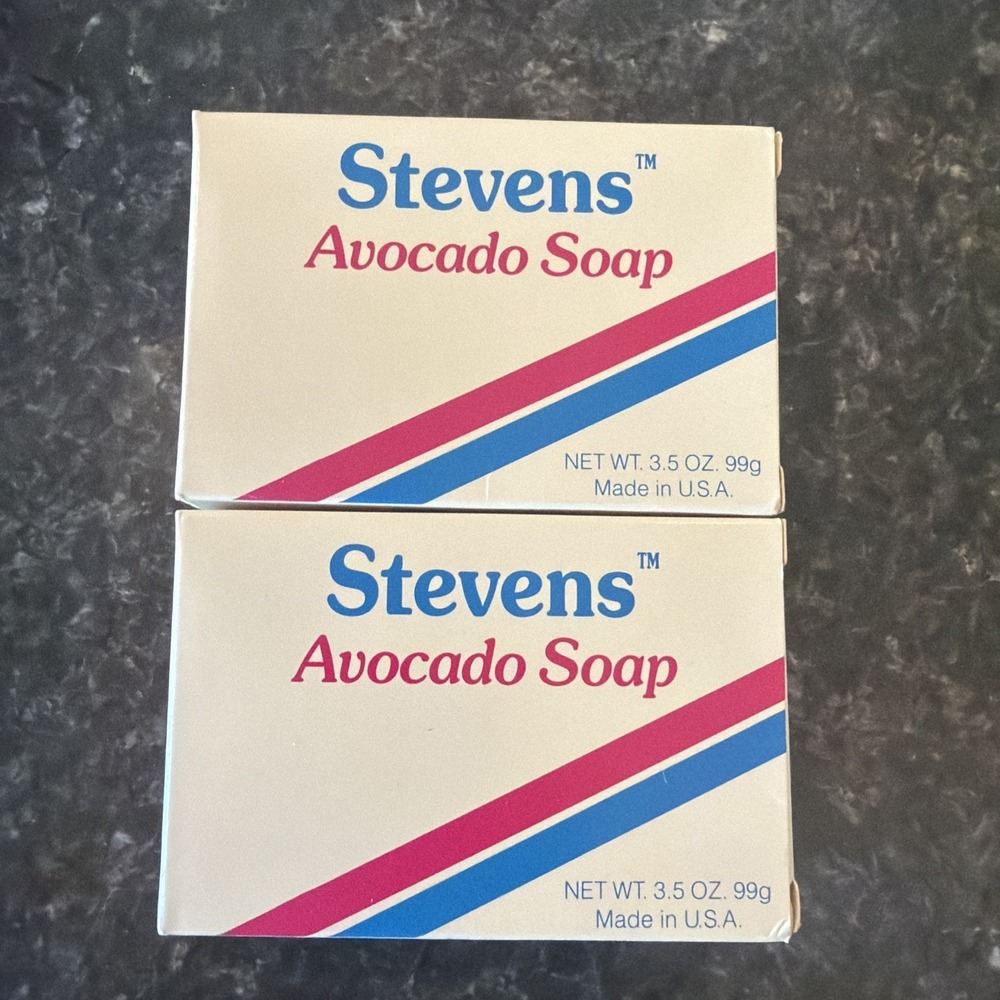 Stevens™
Avocado Soap
NET WT. 3.5 OZ. 99g
Made in U.S.A.
Stevens™
Avocado Soap
NET WT. 3.5 OZ. 99g
Made in U.S.A.